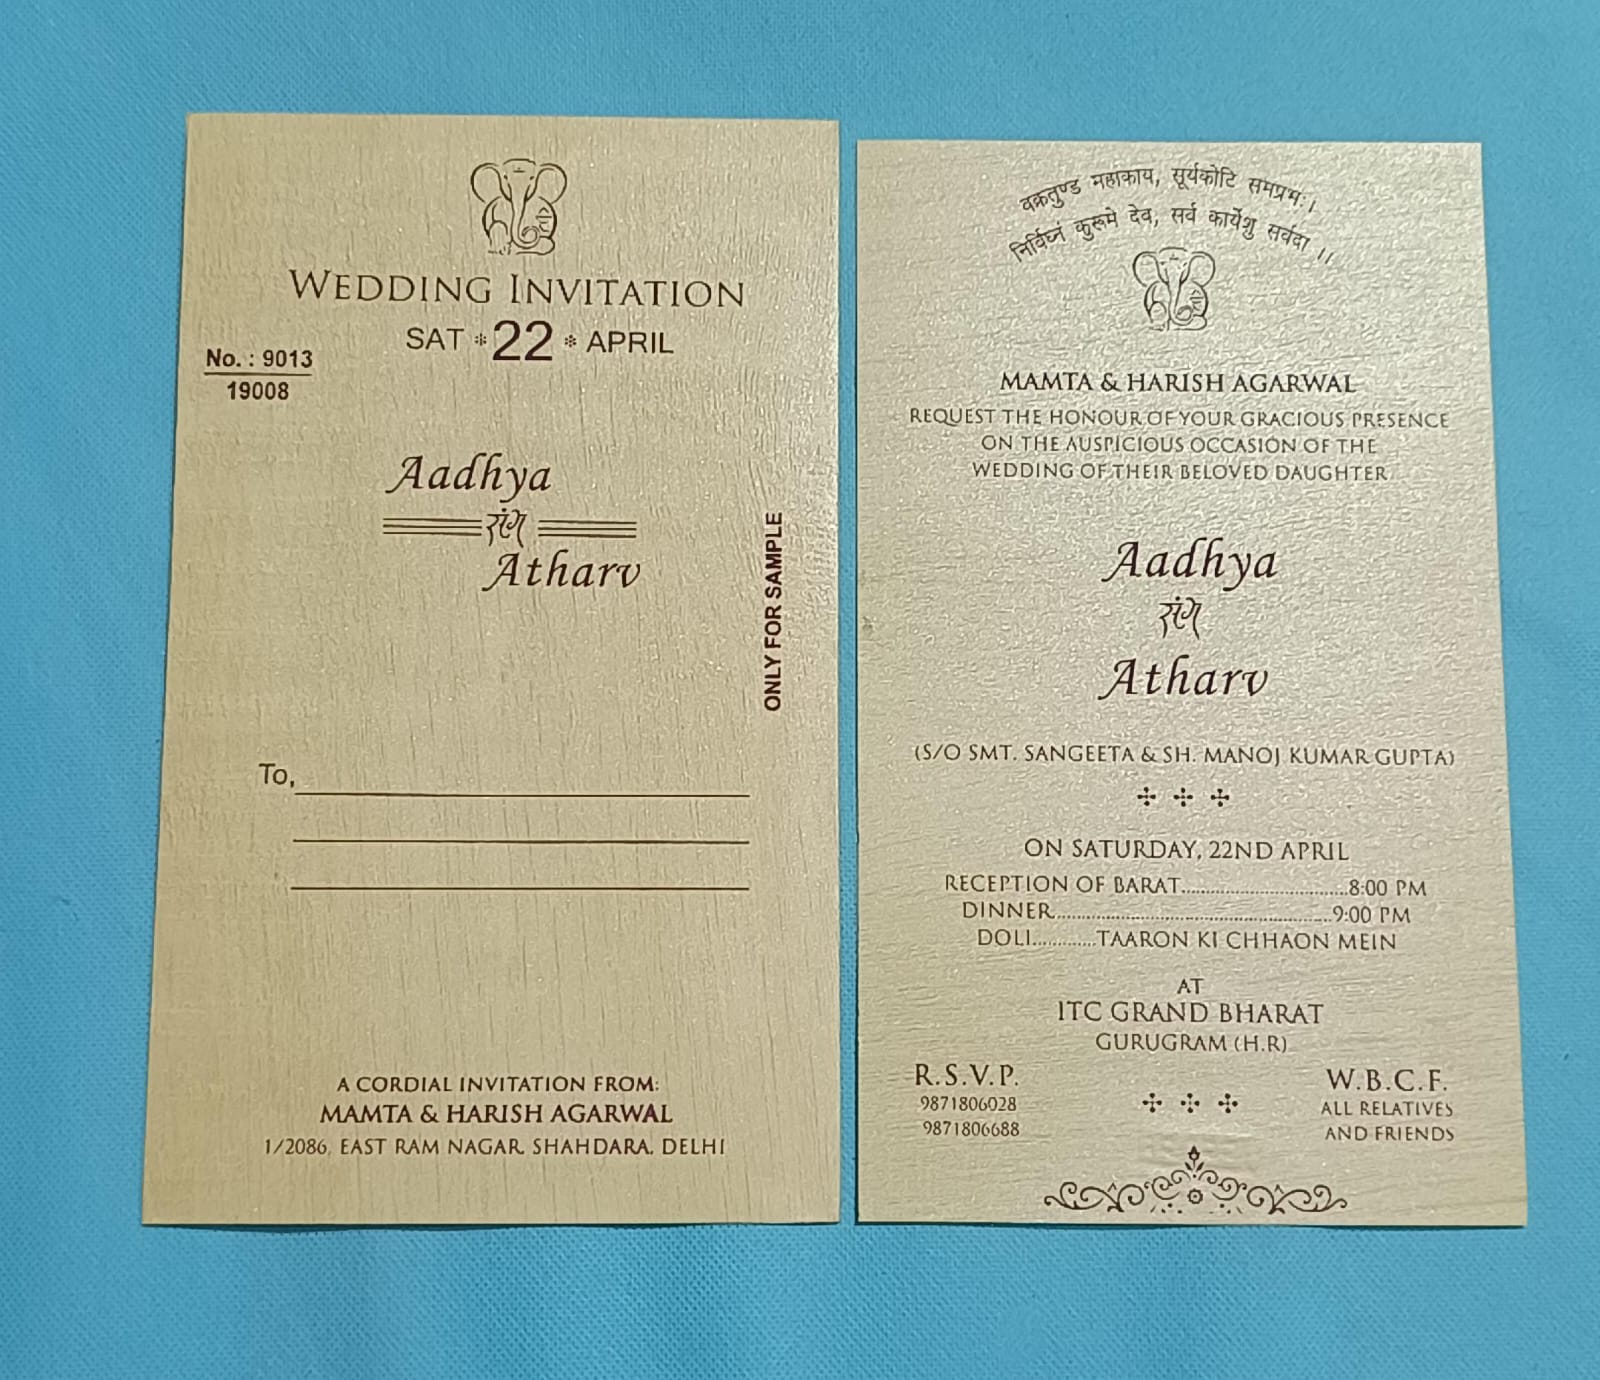 WEDDING INVITATION
SAT * 22 * APRIL
No. : 9013
19008
Aadhya
संग
Atharv
ONLY FOR SAMPLE
To,
A CORDIAL INVITATION FROM:
MAMTA & HARISH AGARWAL
1/2086, EAST RAM NAGAR, SHAHDARA, DELHI
वक्रतुण्ड महाकाय, सूर्यकोटि समप्रभः।
निर्विघ्नं कुरूमे देव, सर्व कार्येशु सर्वदा ।।
MAMTA & HARISH AGARWAL
REQUEST THE HONOUR OF YOUR GRACIOUS PRESENCE
ON THE AUSPICIOUS OCCASION OF THE
WEDDING OF THEIR BELOVED DAUGHTER
Aadhya
संग
Atharv
(S/O SMT. SANGEETA & SH. MANOJ KUMAR GUPTA)
ON SATURDAY, 22ND APRIL
RECEPTION OF BARAT..................................8:00 PM
DINNER........................................................9:00 PM
DOLI.............TAARON KI CHHAON MEIN
AT
ITC GRAND BHARAT
GURUGRAM (H.R)
R.S.V.P.
9871806028
9871806688
W.B.C.F.
ALL RELATIVES
AND FRIENDS